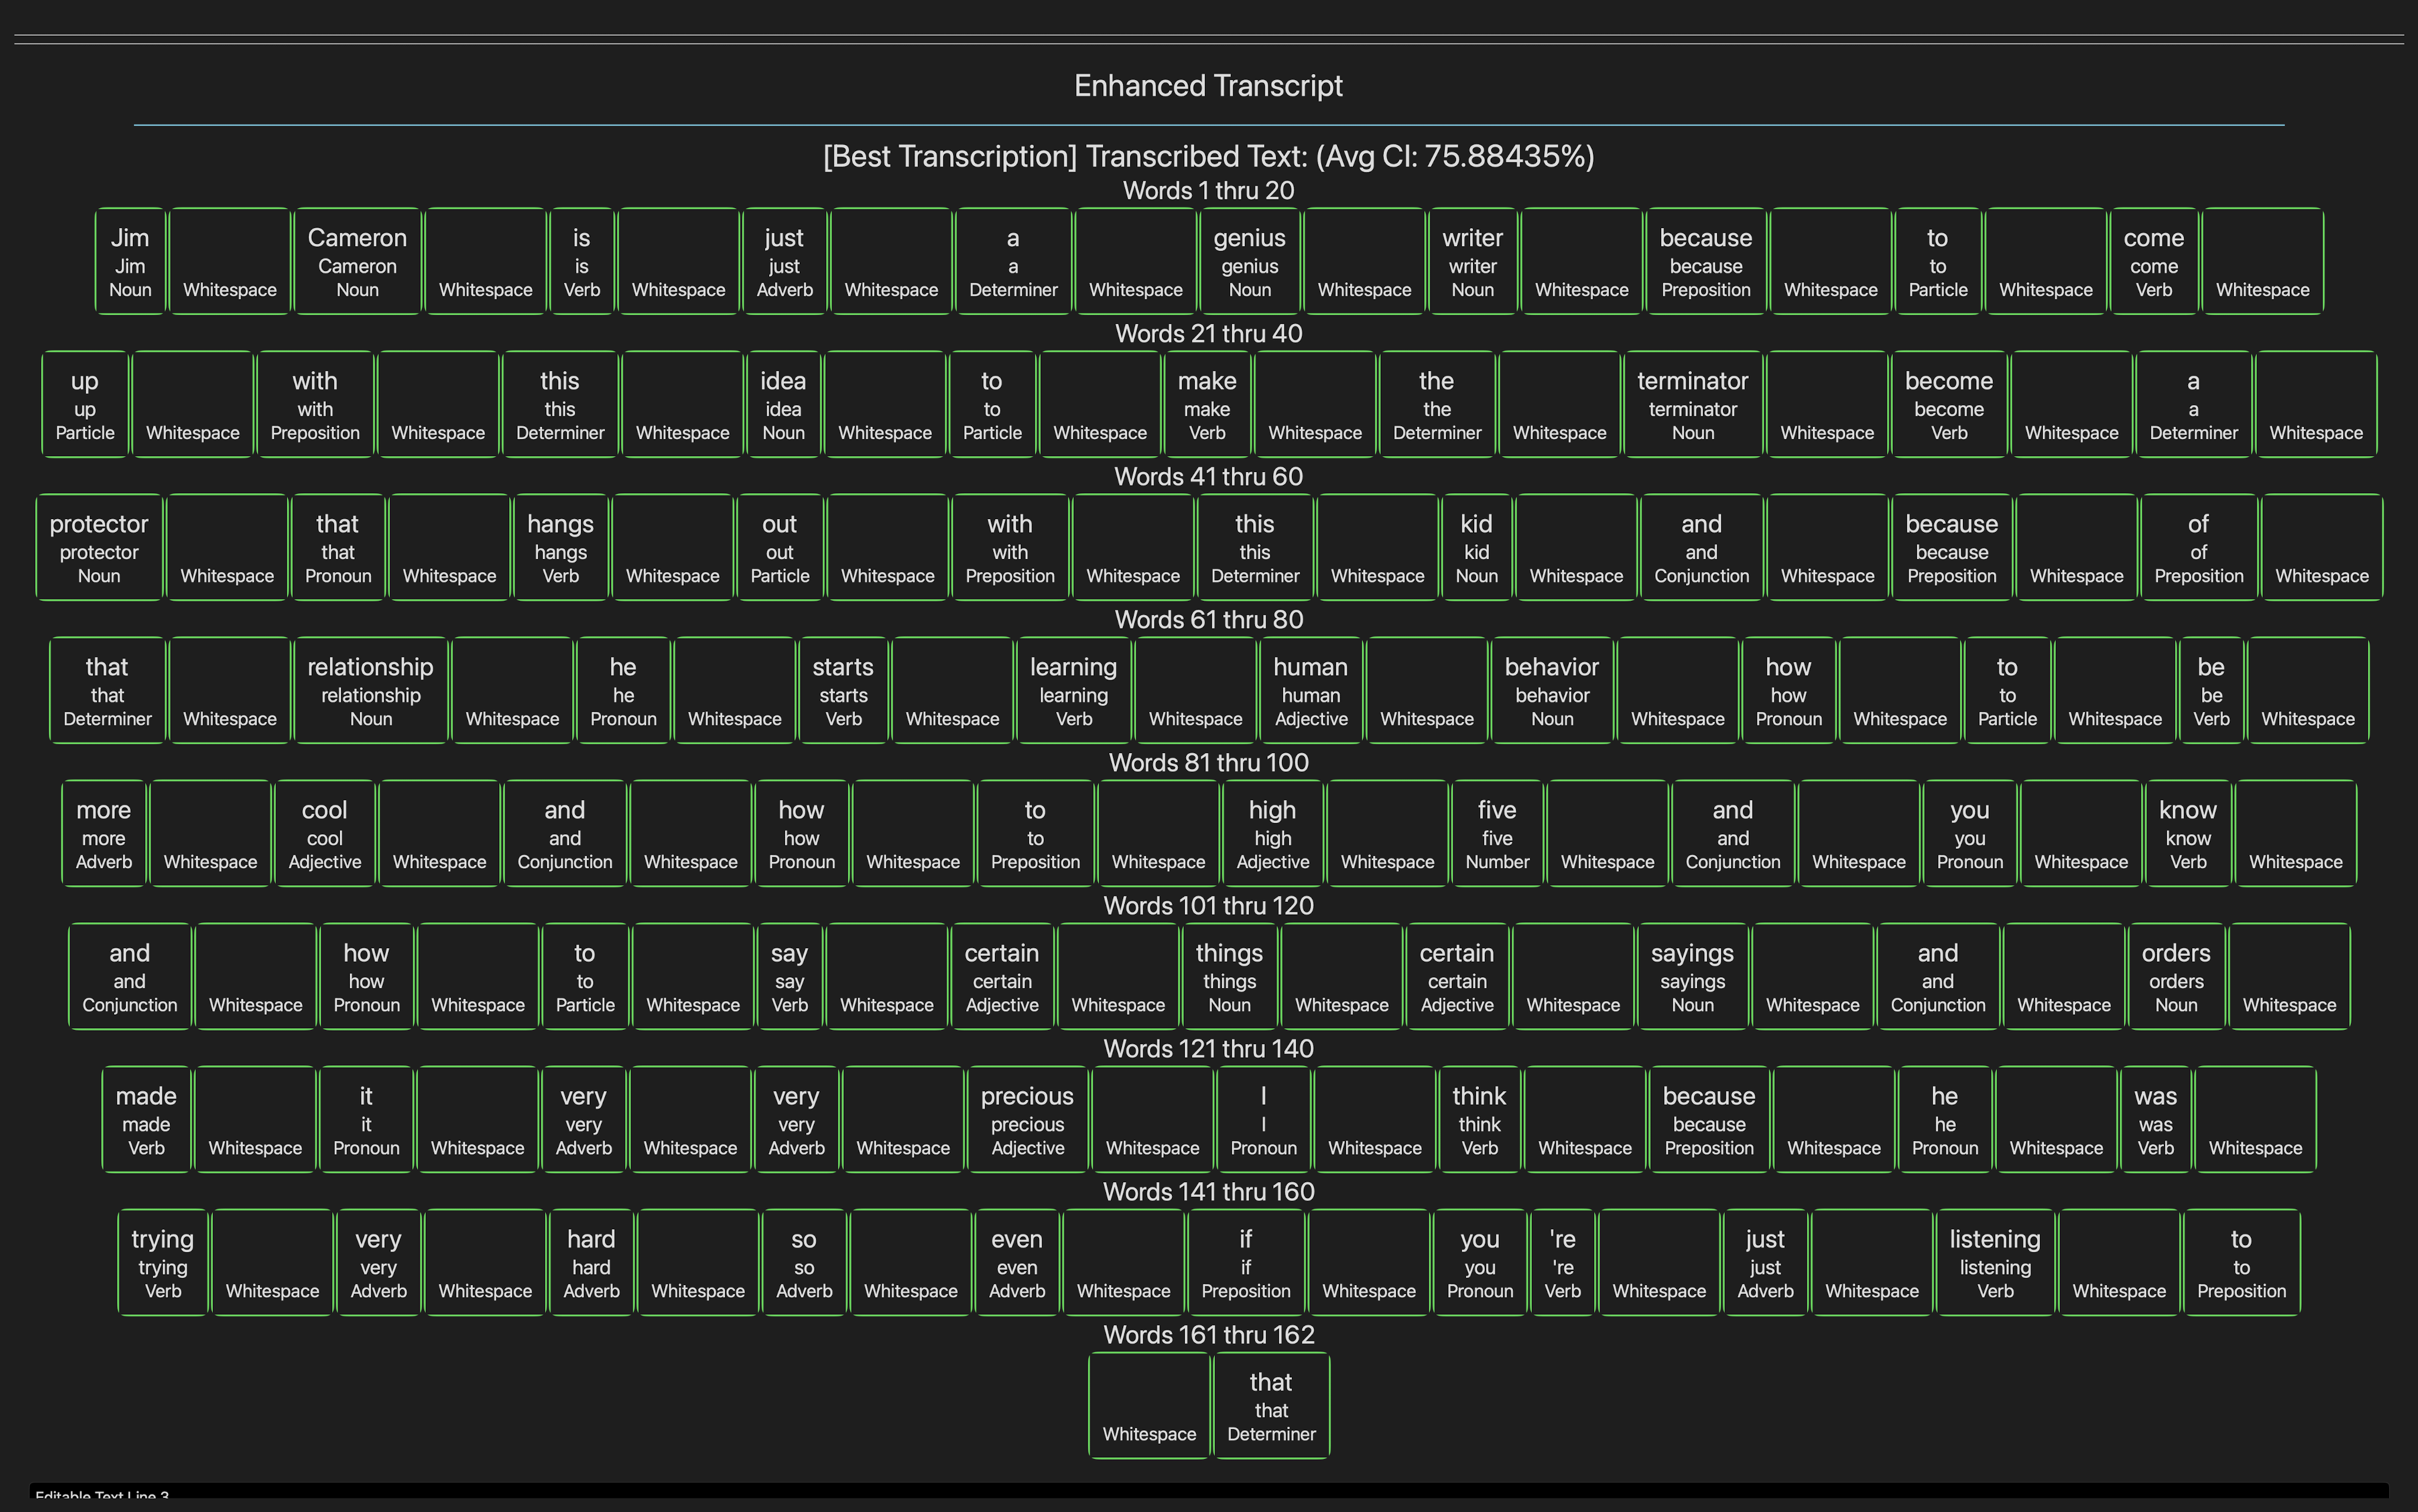 Enhanced Transcript
[Best Transcription] Transcribed Text: (Avg CI: 75.88435%)
Words 1 thru 20
Jim Cameron is just a genius writer because to come
Jim Cameron is just a genius writer because to come
Noun Whitespace Noun Whitespace Verb Whitespace Adverb Whitespace Determiner Whitespace Noun Whitespace Noun Whitespace Preposition Whitespace Particle Whitespace Verb Whitespace
Words 21 thru 40
up with this idea to make the terminator become a
up with this idea to make the terminator become a
Particle Whitespace Preposition Whitespace Determiner Whitespace Noun Whitespace Particle Whitespace Verb Whitespace Determiner Whitespace Noun Whitespace Verb Whitespace Determiner Whitespace
Words 41 thru 60
protector that hangs out with this kid and because of
protector that hangs out with this kid and because of
Noun Whitespace Pronoun Whitespace Verb Whitespace Particle Whitespace Preposition Whitespace Determiner Whitespace Noun Whitespace Conjunction Whitespace Preposition Whitespace Preposition Whitespace
Words 61 thru 80
that relationship he starts learning human behavior how to be
that relationship he starts learning human behavior how to be
Determiner Whitespace Noun Whitespace Pronoun Whitespace Verb Whitespace Verb Whitespace Adjective Whitespace Noun Whitespace Pronoun Whitespace Particle Whitespace Verb Whitespace
Words 81 thru 100
more cool and how to high five and you know
more cool and how to high five and you know
Adverb Whitespace Adjective Whitespace Conjunction Whitespace Pronoun Whitespace Preposition Whitespace Adjective Whitespace Number Whitespace Conjunction Whitespace Pronoun Whitespace Verb Whitespace
Words 101 thru 120
and how to say certain things certain sayings and orders
and how to say certain things certain sayings and orders
Conjunction Whitespace Pronoun Whitespace Particle Whitespace Verb Whitespace Adjective Whitespace Noun Whitespace Adjective Whitespace Noun Whitespace Conjunction Whitespace Noun Whitespace
Words 121 thru 140
made it very very precious I think because he was
made it very very precious I think because he was
Verb Whitespace Pronoun Whitespace Adverb Whitespace Adverb Whitespace Adjective Whitespace Pronoun Whitespace Verb Whitespace Preposition Whitespace Pronoun Whitespace Verb Whitespace
Words 141 thru 160
trying very hard so even if you 're just listening to
trying very hard so even if you 're just listening to
Verb Whitespace Adverb Whitespace Adverb Whitespace Adverb Whitespace Adverb Whitespace Preposition Whitespace Pronoun Verb Whitespace Adverb Whitespace Verb Whitespace Preposition
Words 161 thru 162
that
that
Whitespace Determiner
Editable Text Line 3